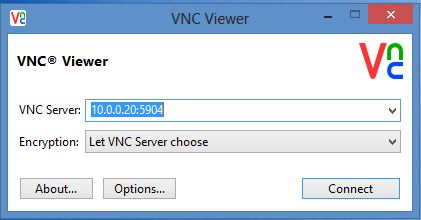 VNC Viewer
VNC® Viewer
VNC
VNC Server: 10.0.0.20:5904
Encryption: Let VNC Server choose
About... Options... Connect